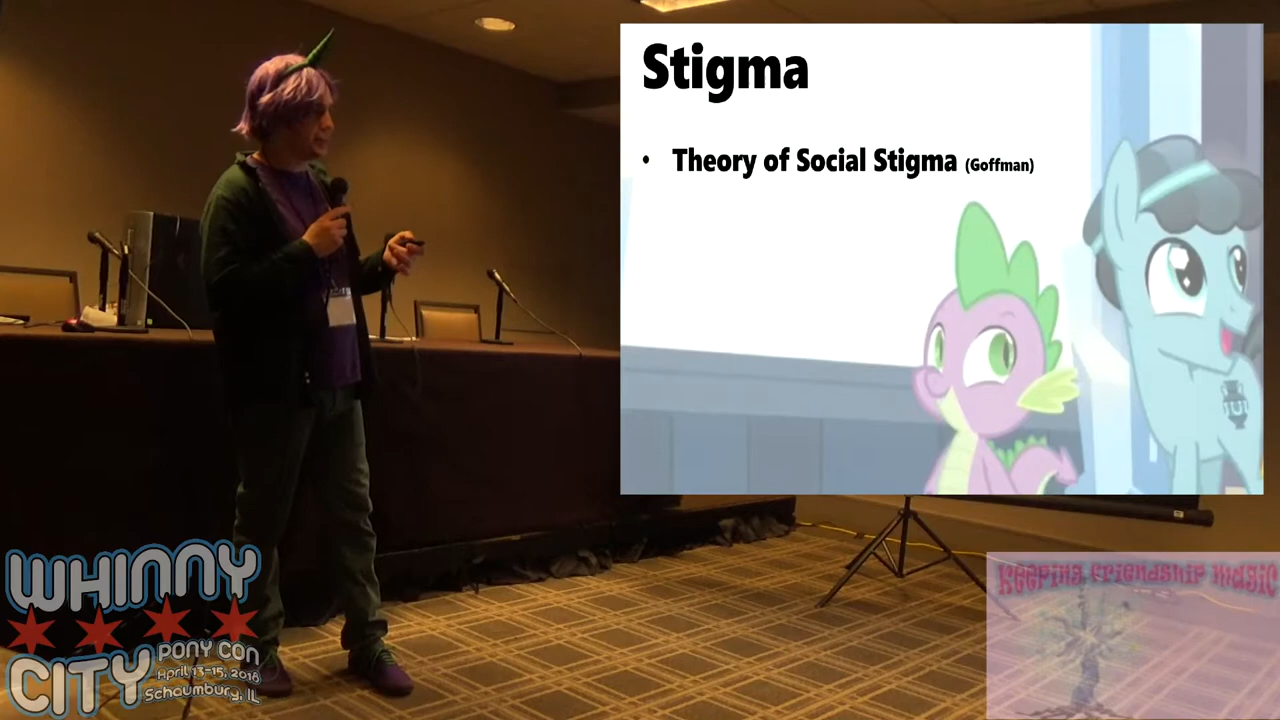 Stigma
• Theory of Social Stigma (Goffman)
WHINNY
CITY
PONY CON
April 13-15, 2018
Schaumburg, IL
Keeping Friendship Magic